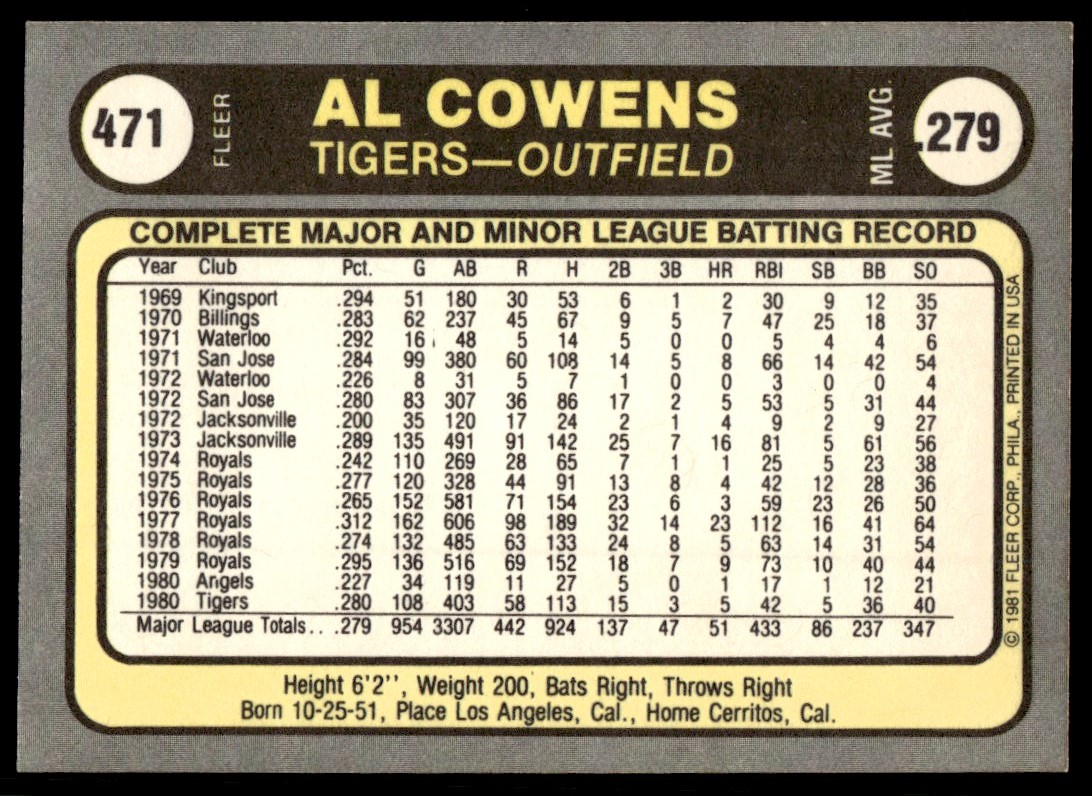 471 FLEER AL COWENS ML AVG. .279
TIGERS—OUTFIELD
COMPLETE MAJOR AND MINOR LEAGUE BATTING RECORD
Year Club Pct. G AB R H 2B 3B HR RBI SB BB SO
1969 Kingsport .294 51 180 30 53 6 1 2 30 9 12 35
1970 Billings .283 62 237 45 67 9 5 7 47 25 18 37
1971 Waterloo .292 16 48 5 14 5 0 0 5 4 4 6
1971 San Jose .284 99 380 60 108 14 5 8 66 14 42 54
1972 Waterloo .226 8 31 5 7 1 0 0 3 0 0 4
1972 San Jose .280 83 307 36 86 17 2 5 53 5 31 44
1972 Jacksonville .200 35 120 17 24 2 1 4 9 2 9 27
1973 Jacksonville .289 135 491 91 142 25 7 16 81 5 61 56
1974 Royals .242 110 269 28 65 7 1 1 25 5 23 38
1975 Royals .277 120 328 44 91 13 8 4 42 12 28 36
1976 Royals .265 152 581 71 154 23 6 3 59 23 26 50
1977 Royals .312 162 606 98 189 32 14 23 112 16 41 64
1978 Royals .274 132 485 63 133 24 8 5 63 14 31 54
1979 Royals .295 136 516 69 152 18 7 9 73 10 40 44
1980 Angels .227 34 119 11 27 5 0 1 17 1 12 21
1980 Tigers .280 108 403 58 113 15 3 5 42 5 36 40
Major League Totals.. .279 954 3307 442 924 137 47 51 433 86 237 347
Height 6'2'', Weight 200, Bats Right, Throws Right
Born 10-25-51, Place Los Angeles, Cal., Home Cerritos, Cal.
© 1981 FLEER CORP., PHILA., PRINTED IN USA